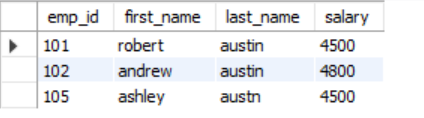 emp_id first_name last_name salary
101 robert austin 4500
102 andrew austin 4800
105 ashley austn 4500